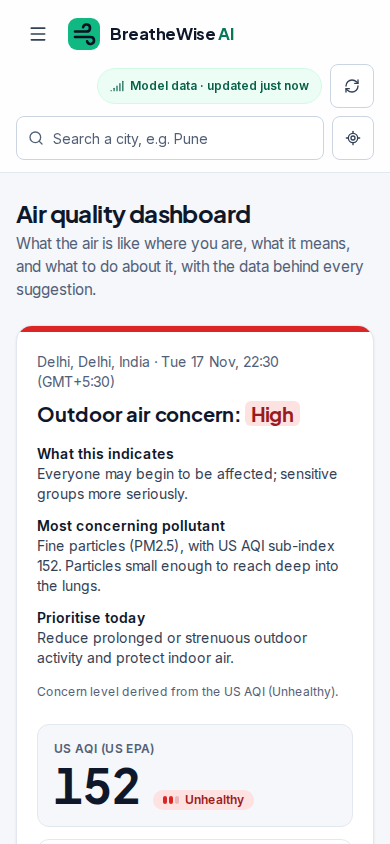 BreatheWise AI
Model data · updated just now
Search a city, e.g. Pune
Air quality dashboard
What the air is like where you are, what it means,
and what to do about it, with the data behind every
suggestion.
Delhi, Delhi, India · Tue 17 Nov, 22:30
(GMT+5:30)
Outdoor air concern: High
What this indicates
Everyone may begin to be affected; sensitive
groups more seriously.
Most concerning pollutant
Fine particles (PM2.5), with US AQI sub-index
152. Particles small enough to reach deep into
the lungs.
Prioritise today
Reduce prolonged or strenuous outdoor
activity and protect indoor air.
Concern level derived from the US AQI (Unhealthy).
US AQI (US EPA)
152 Unhealthy